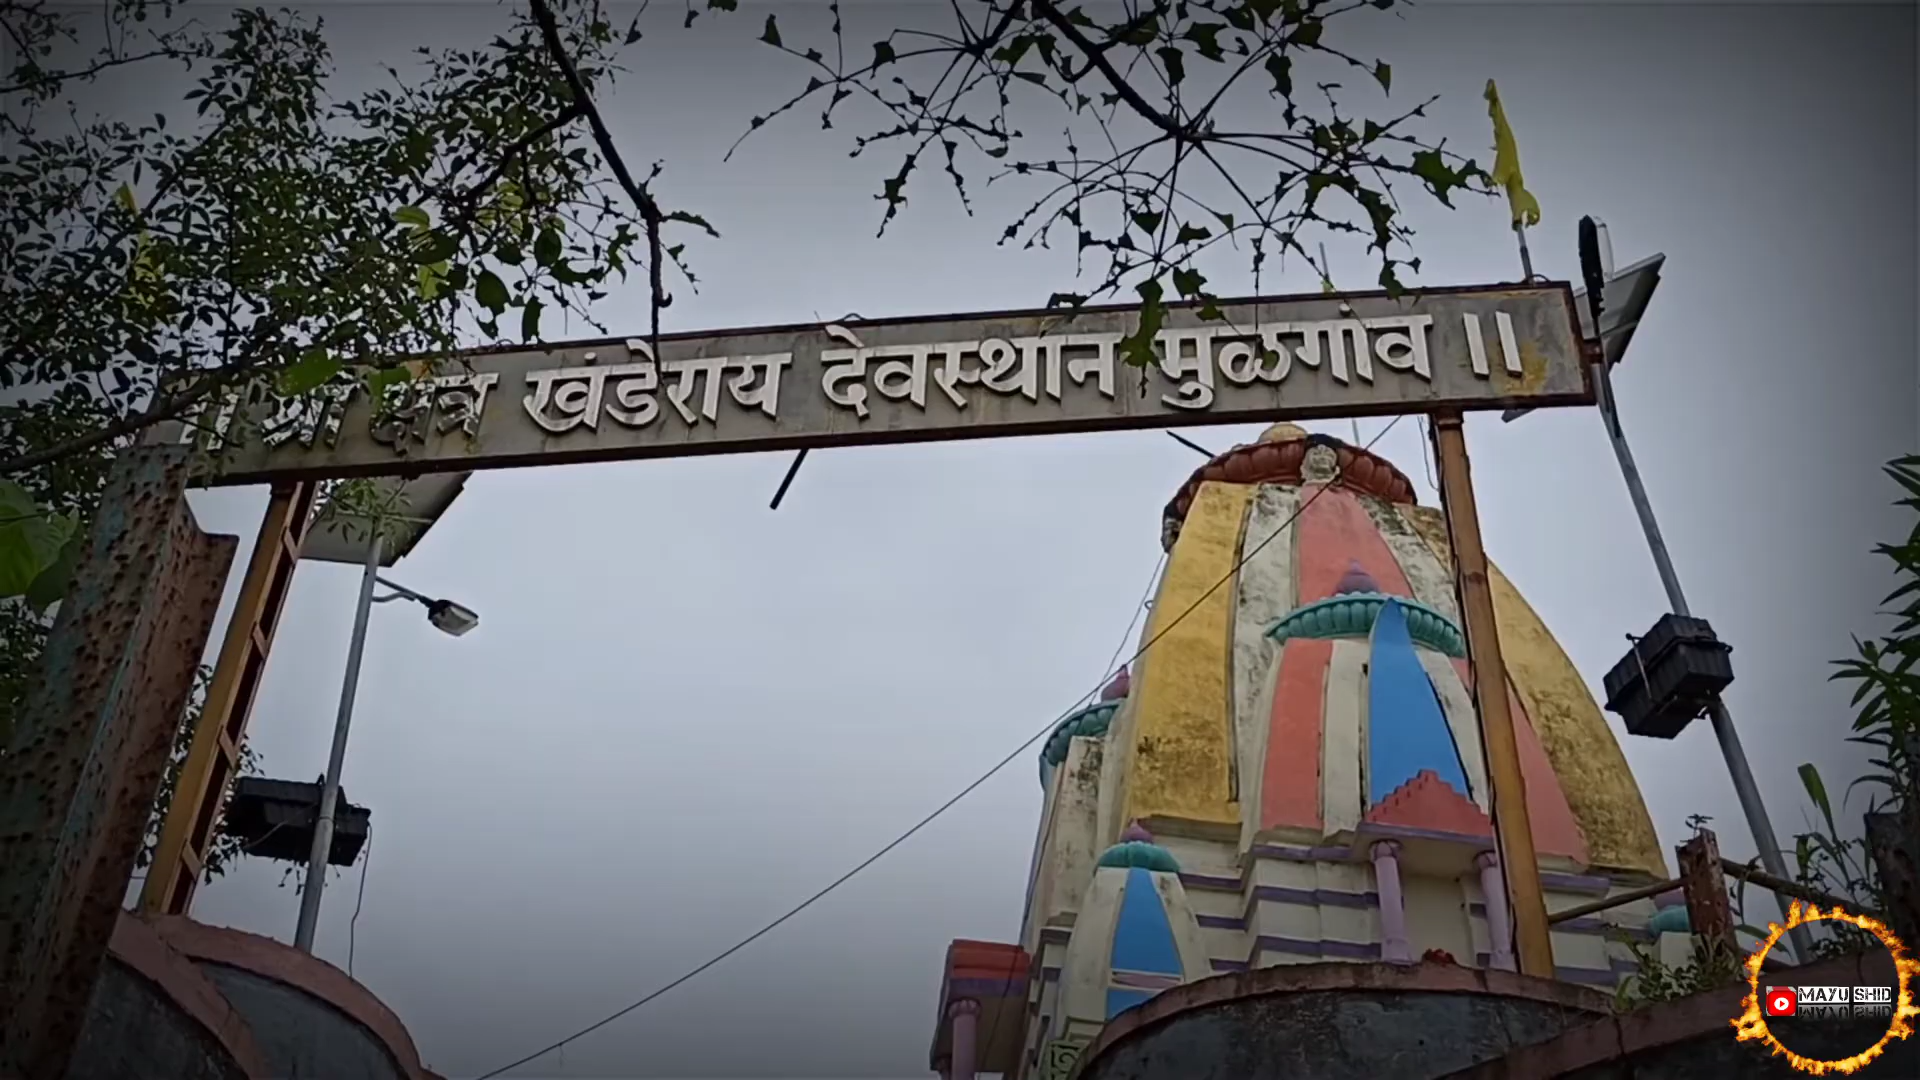 ॥ श्री क्षेत्र खंडेराय देवस्थान मुळगांव ॥
MAYU SHID